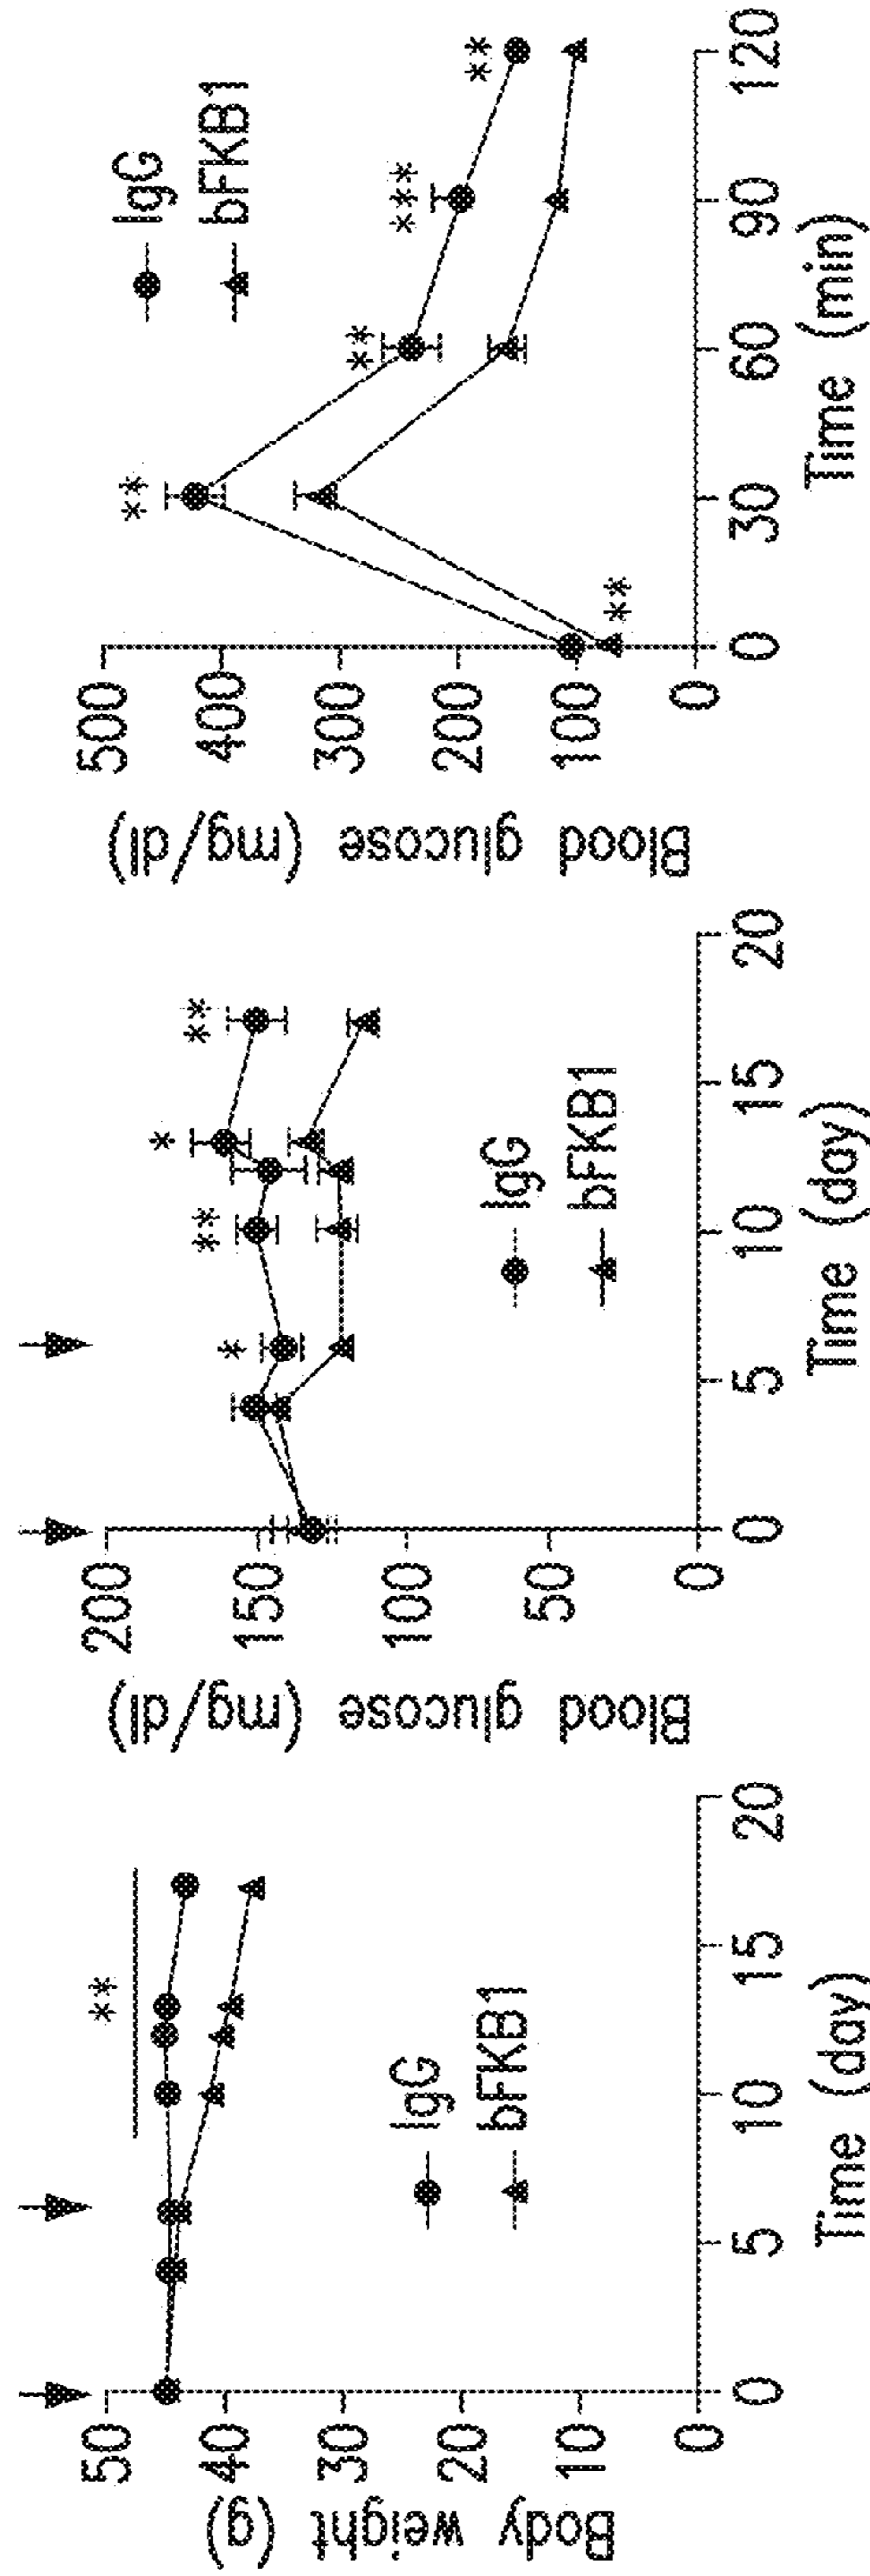 Body weight (g)
50
40
30
20
10
0
**
IgG
bFKB1
0 5 10 15 20
Time (day)
Blood glucose (mg/dl)
200
150
100
50
0
* ** * **
IgG
bFKB1
0 5 10 15 20
Time (day)
Blood glucose (mg/dl)
500
400
300
200
100
0
** ** ** *** **
IgG
bFKB1
0 30 60 90 120
Time (min)